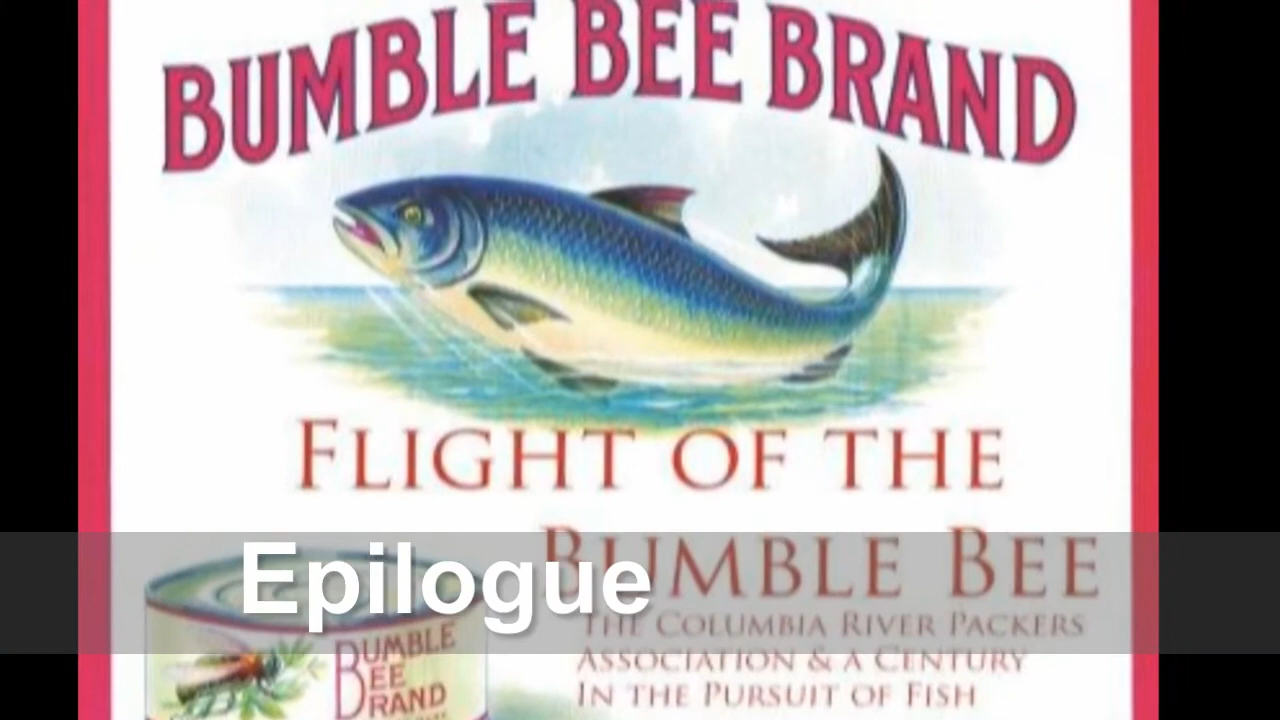 BUMBLE BEE BRAND
FLIGHT OF THE
BUMBLE BEE
Epilogue
THE COLUMBIA RIVER PACKERS
ASSOCIATION & A CENTURY
IN THE PURSUIT OF FISH
BUMBLE
BEE
BRAND